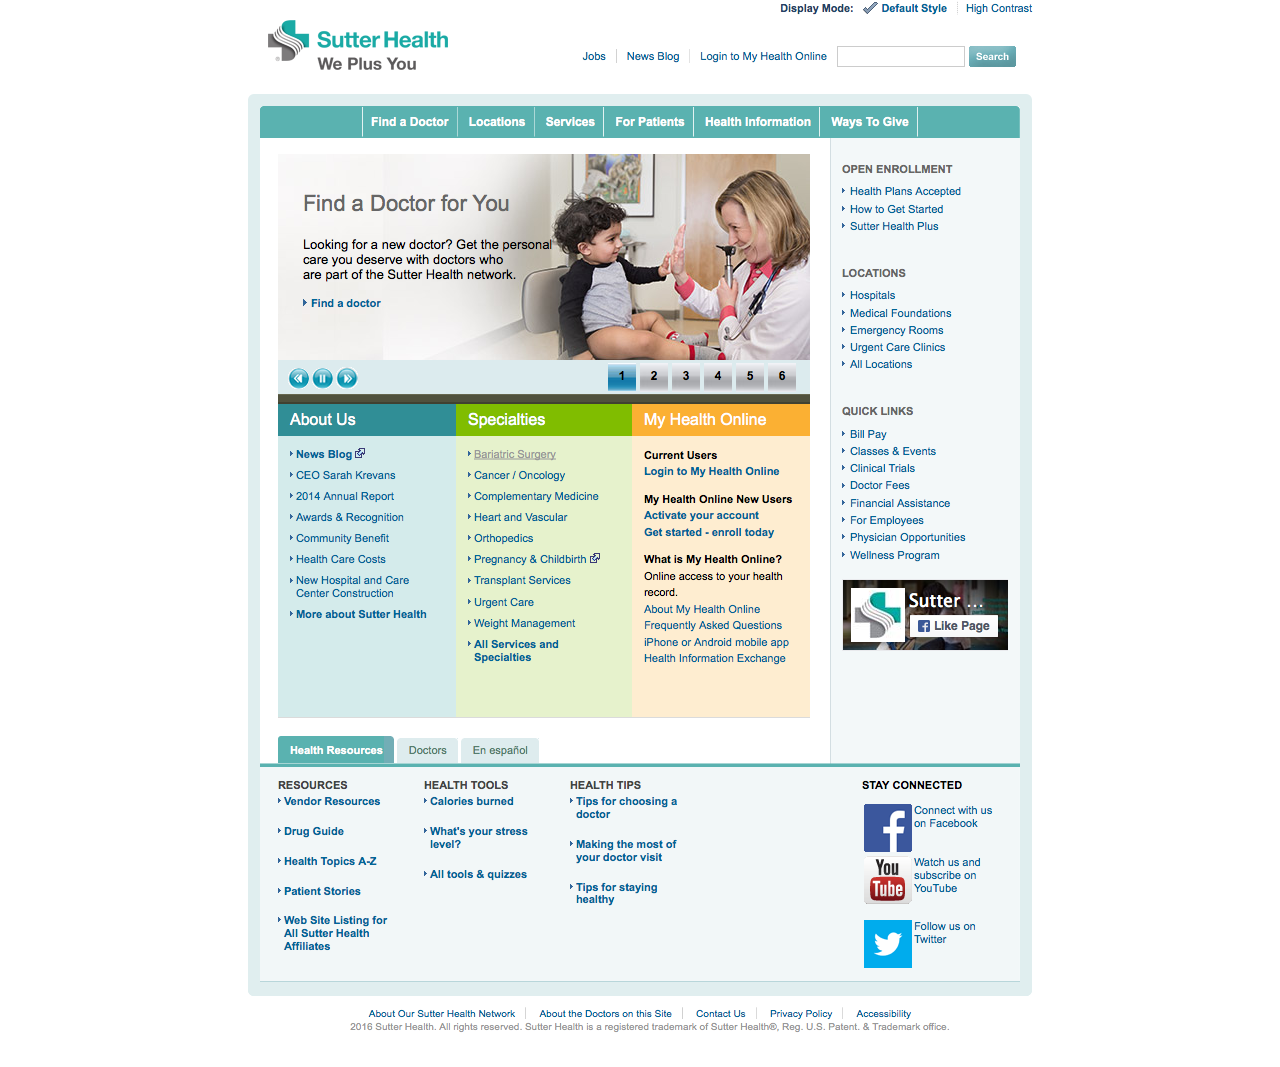 Display Mode: Default Style High Contrast
Sutter Health
We Plus You
Jobs News Blog Login to My Health Online Search
Find a Doctor Locations Services For Patients Health Information Ways To Give
Find a Doctor for You
Looking for a new doctor? Get the personal
care you deserve with doctors who
are part of the Sutter Health network.
Find a doctor
1 2 3 4 5 6
About Us
News Blog
CEO Sarah Krevans
2014 Annual Report
Awards & Recognition
Community Benefit
Health Care Costs
New Hospital and Care
Center Construction
More about Sutter Health
Specialties
Bariatric Surgery
Cancer / Oncology
Complementary Medicine
Heart and Vascular
Orthopedics
Pregnancy & Childbirth
Transplant Services
Urgent Care
Weight Management
All Services and
Specialties
My Health Online
Current Users
Login to My Health Online
My Health Online New Users
Activate your account
Get started - enroll today
What is My Health Online?
Online access to your health
record.
About My Health Online
Frequently Asked Questions
iPhone or Android mobile app
Health Information Exchange
OPEN ENROLLMENT
Health Plans Accepted
How to Get Started
Sutter Health Plus
LOCATIONS
Hospitals
Medical Foundations
Emergency Rooms
Urgent Care Clinics
All Locations
QUICK LINKS
Bill Pay
Classes & Events
Clinical Trials
Doctor Fees
Financial Assistance
For Employees
Physician Opportunities
Wellness Program
Sutter ...
Like Page
Health Resources Doctors En español
RESOURCES
Vendor Resources
Drug Guide
Health Topics A-Z
Patient Stories
Web Site Listing for
All Sutter Health
Affiliates
HEALTH TOOLS
Calories burned
What's your stress
level?
All tools & quizzes
HEALTH TIPS
Tips for choosing a
doctor
Making the most of
your doctor visit
Tips for staying
healthy
STAY CONNECTED
Connect with us
on Facebook
You
Tube
Watch us and
subscribe on
YouTube
Follow us on
Twitter
About Our Sutter Health Network About the Doctors on this Site Contact Us Privacy Policy Accessibility
2016 Sutter Health. All rights reserved. Sutter Health is a registered trademark of Sutter Health®, Reg. U.S. Patent. & Trademark office.